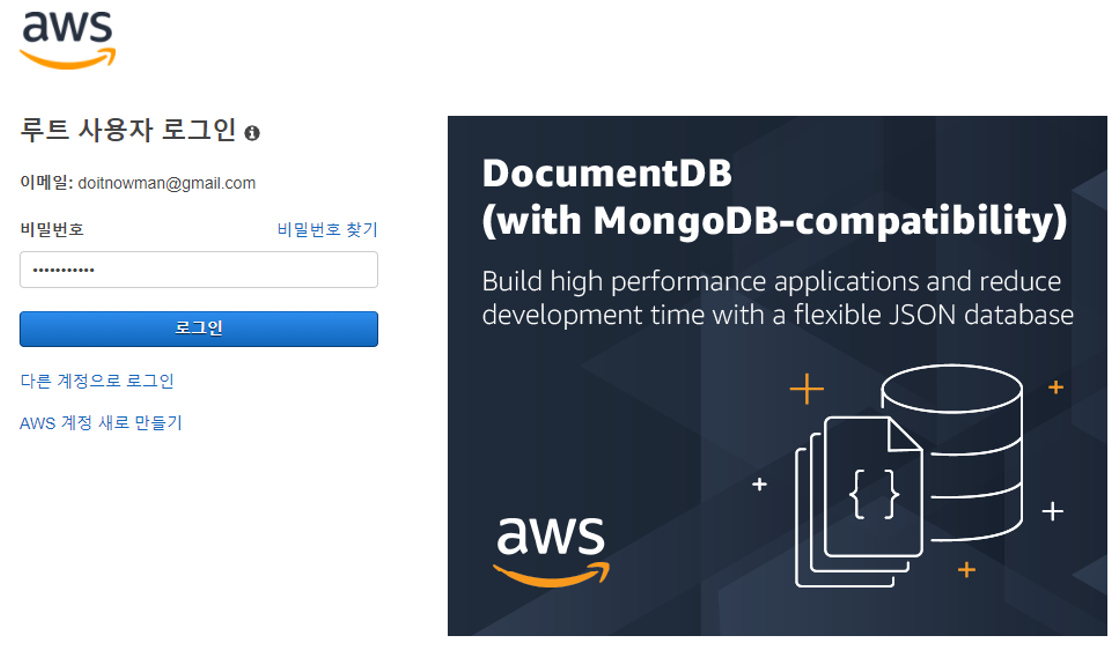 aws
루트 사용자 로그인
이메일: doitnowman@gmail.com
비밀번호 비밀번호 찾기
•••••••••••
로그인
다른 계정으로 로그인
AWS 계정 새로 만들기
DocumentDB
(with MongoDB-compatibility)
Build high performance applications and reduce
development time with a flexible JSON database
{ }
aws